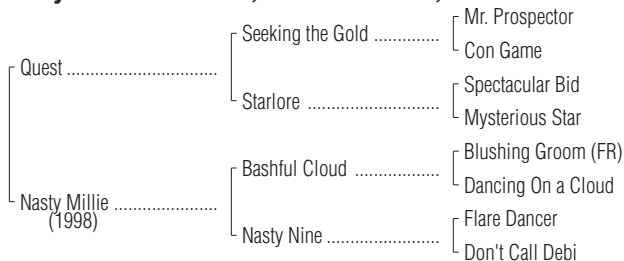 Mr. Prospector
Seeking the Gold ..............
Con Game
Quest ................................
Spectacular Bid
Starlore ............................
Mysterious Star
Blushing Groom (FR)
Bashful Cloud ..................
Dancing On a Cloud
Nasty Millie ......................
(1998)
Flare Dancer
Nasty Nine ........................
Don't Call Debi